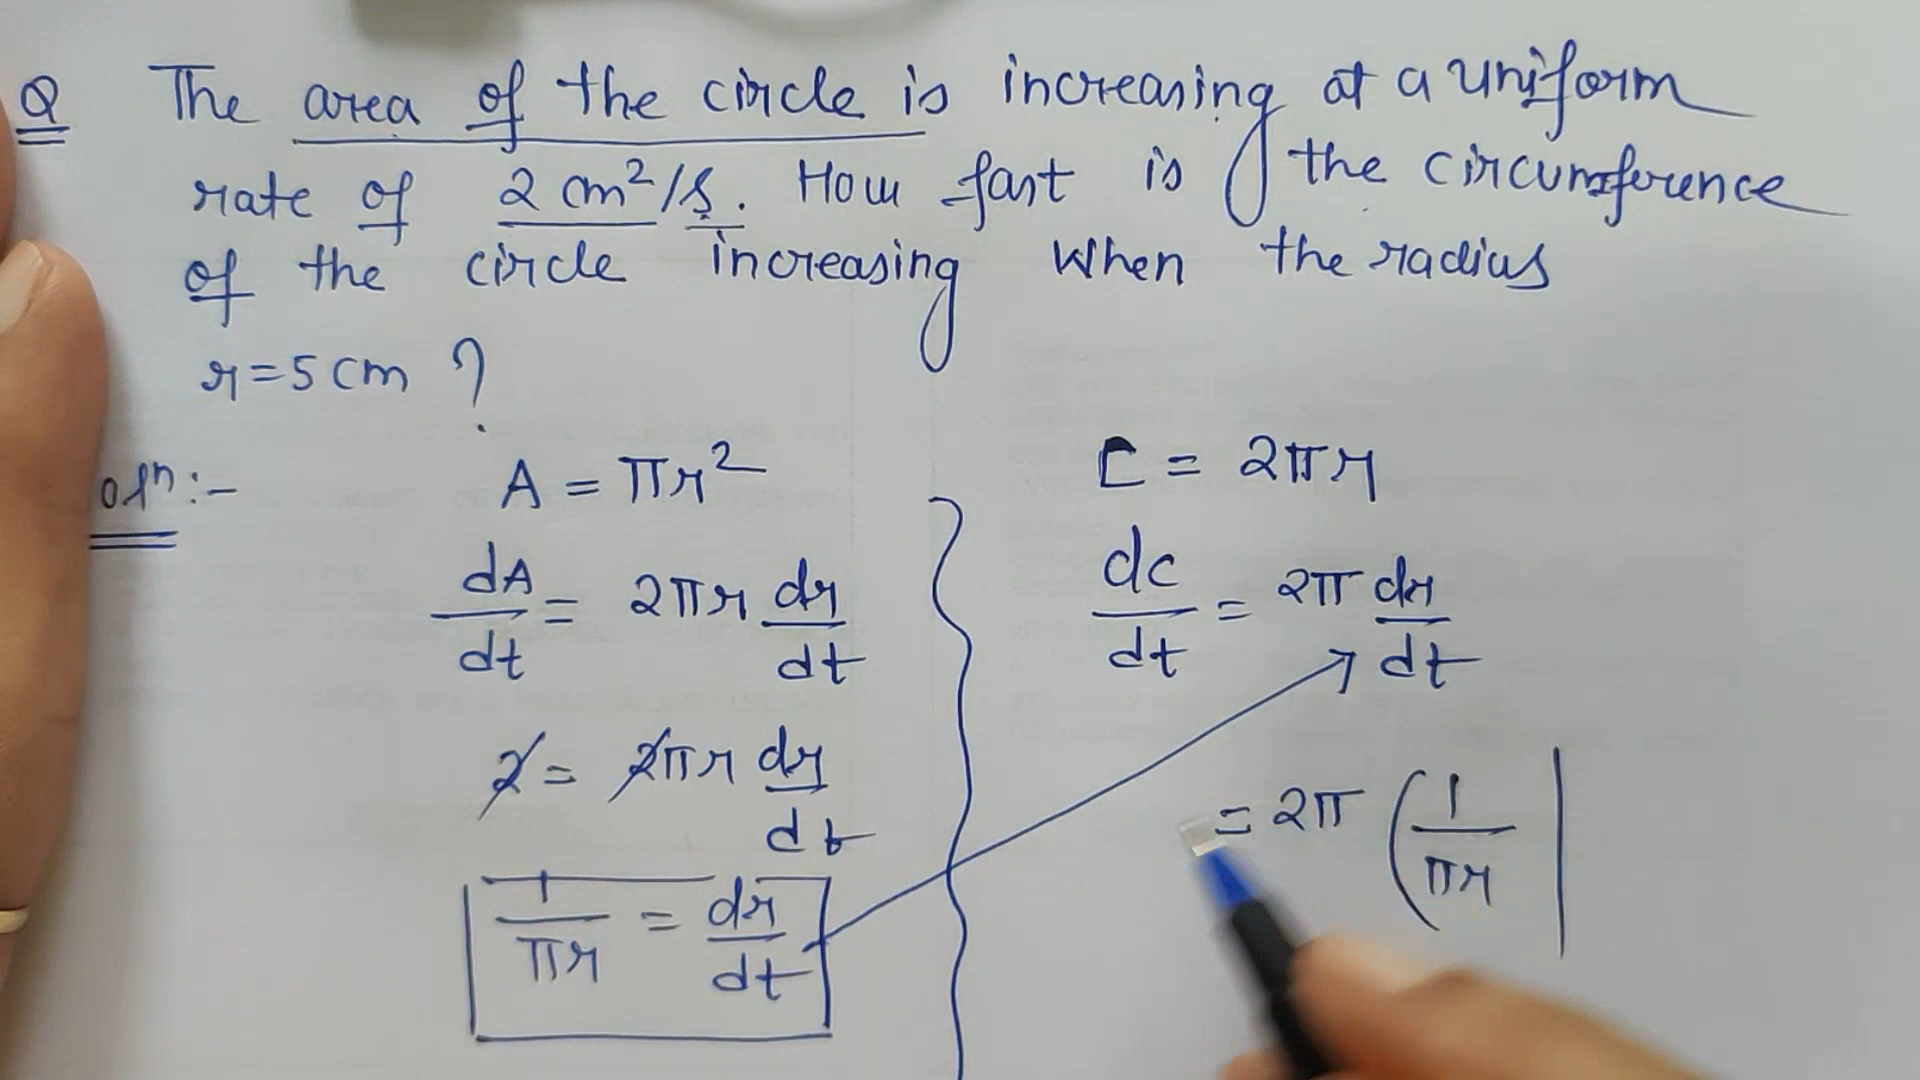 Q The area of the circle is increasing at a uniform
rate of 2 cm²/s. How fast is the circumference
of the circle increasing when the radius
r = 5 cm ?
olⁿ :-
A = πr²
dA/dt = 2πr dr/dt
2 = 2πr dr/dt
1/πr = dr/dt
C = 2πr
dc/dt = 2π dr/dt
= 2π (1/πr |